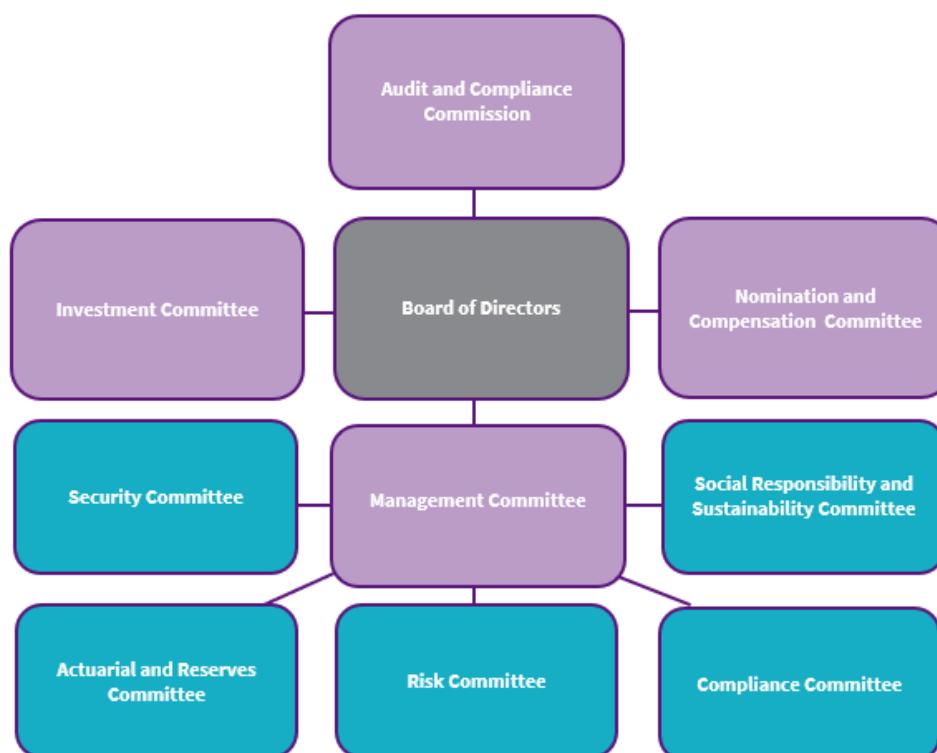 Audit and Compliance
Commission
Investment Committee
Board of Directors
Nomination and
Compensation Committee
Security Committee
Management Committee
Social Responsibility and
Sustainability Committee
Actuarial and Reserves
Committee
Risk Committee
Compliance Committee